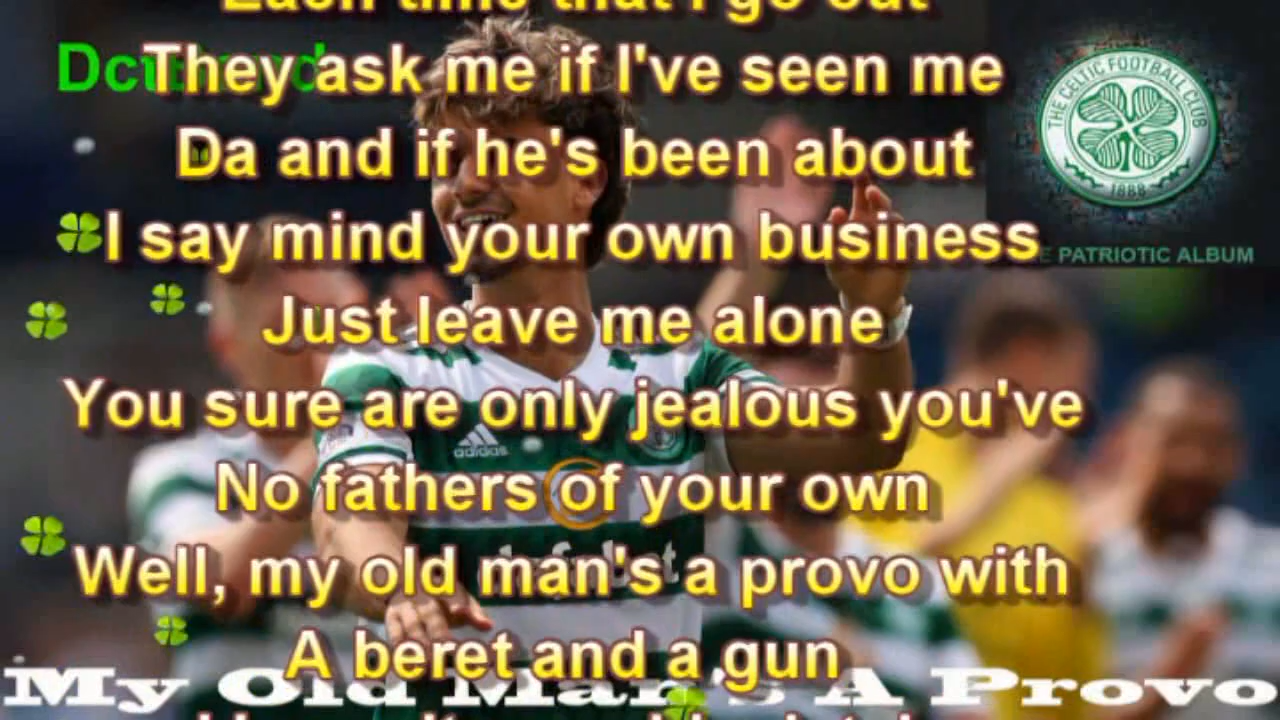 Each time that I go out
They ask me if I've seen me
Da and if he's been about
I say mind your own business
Just leave me alone
You sure are only jealous you've
No fathers of your own
Well, my old man's a provo with
A beret and a gun
My Old Man's A Provo
THE CELTIC FOOTBALL CLUB
1888
PATRIOTIC ALBUM
adidas